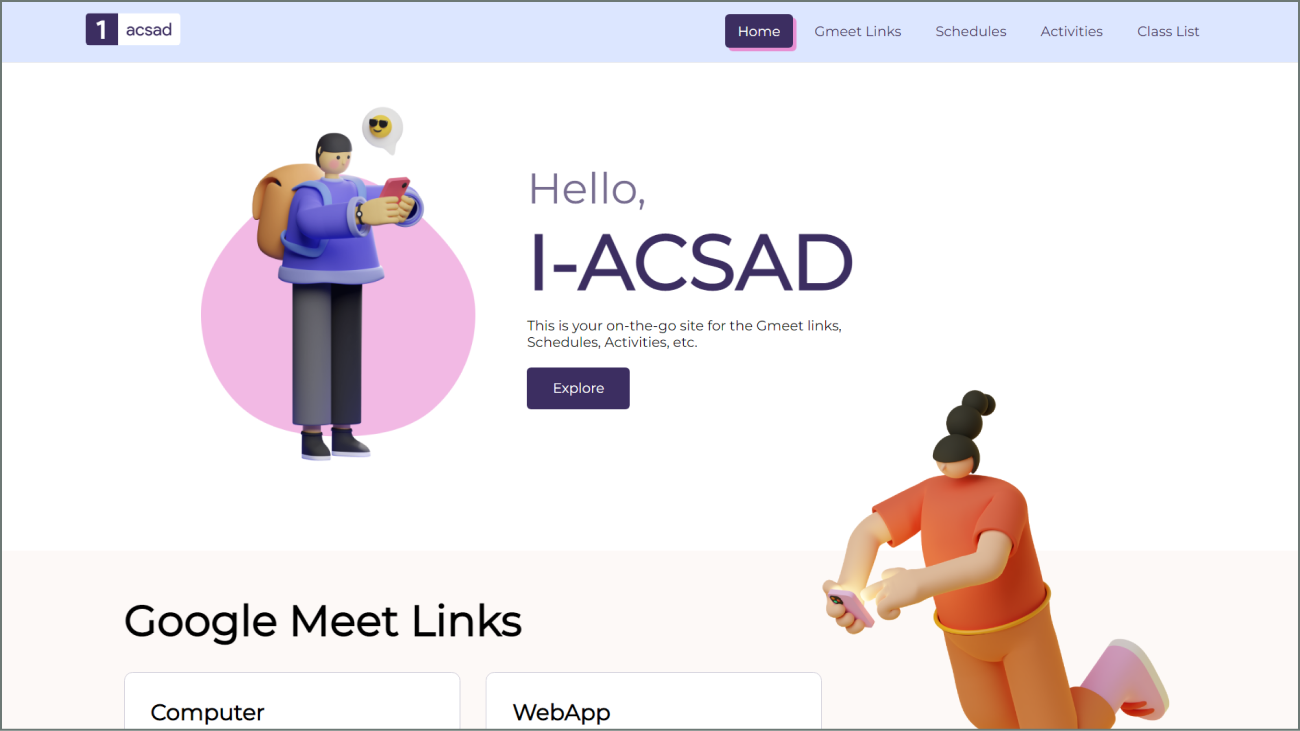 1 acsad
Home Gmeet Links Schedules Activities Class List
Hello,
I-ACSAD
This is your on-the-go site for the Gmeet links,
Schedules, Activities, etc.
Explore
Google Meet Links
Computer
WebApp